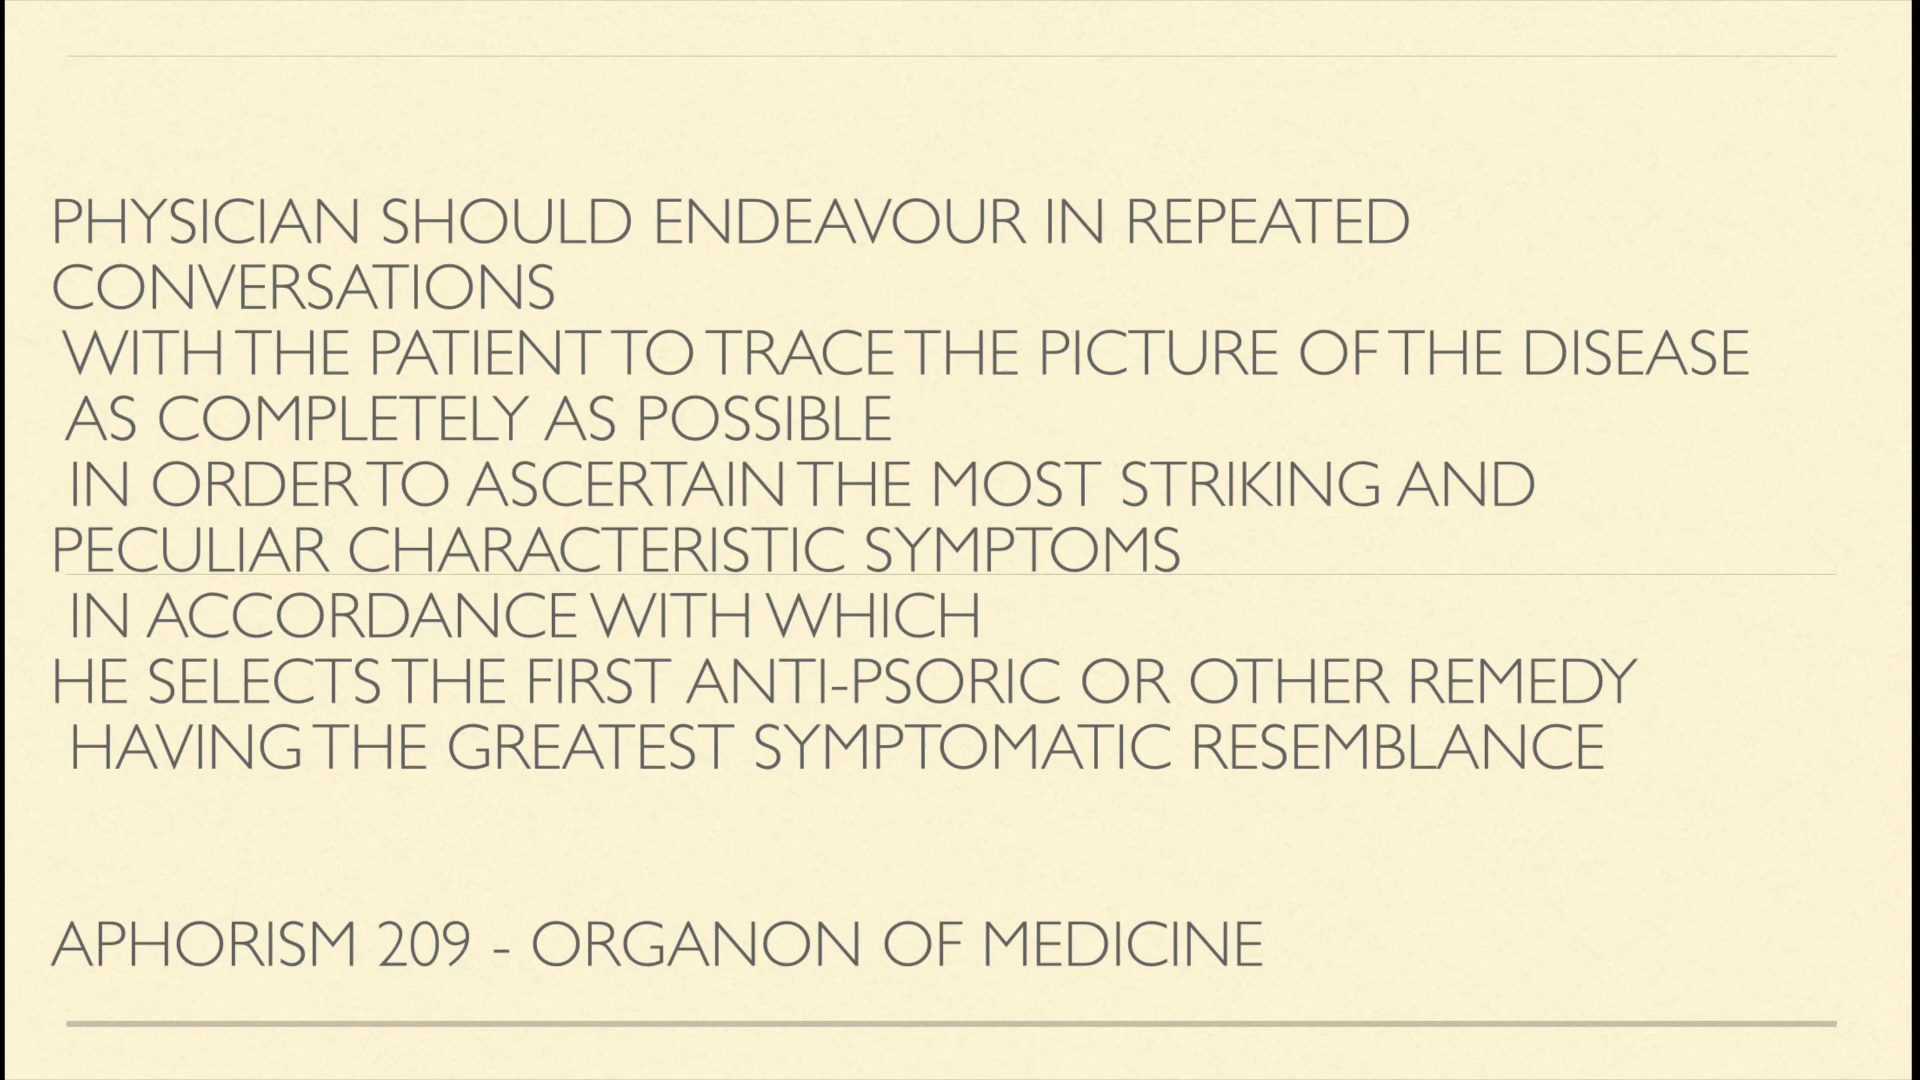 PHYSICIAN SHOULD ENDEAVOUR IN REPEATED
CONVERSATIONS
WITH THE PATIENT TO TRACE THE PICTURE OF THE DISEASE
AS COMPLETELY AS POSSIBLE
IN ORDER TO ASCERTAIN THE MOST STRIKING AND
PECULIAR CHARACTERISTIC SYMPTOMS
IN ACCORDANCE WITH WHICH
HE SELECTS THE FIRST ANTI-PSORIC OR OTHER REMEDY
HAVING THE GREATEST SYMPTOMATIC RESEMBLANCE
APHORISM 209 - ORGANON OF MEDICINE